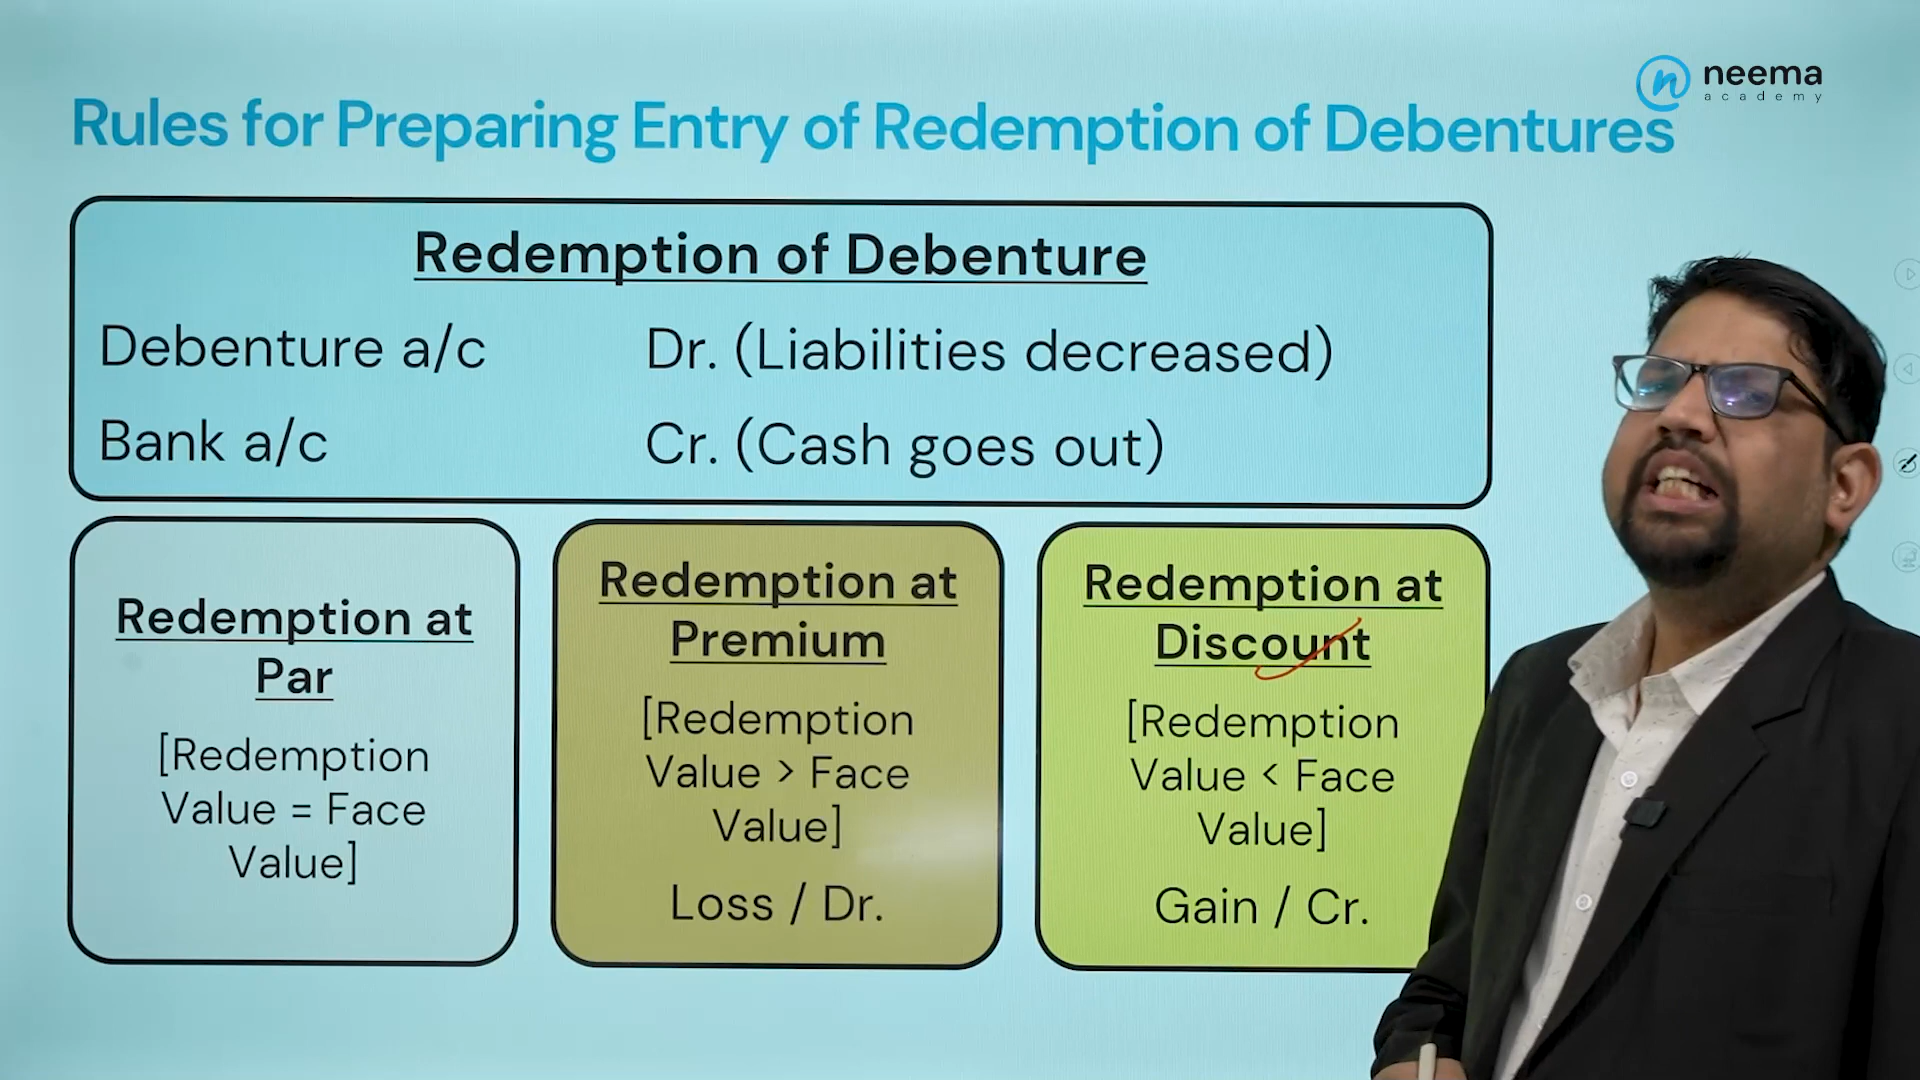 neema
academy
Rules for Preparing Entry of Redemption of Debentures
Redemption of Debenture
Debenture a/c Dr. (Liabilities decreased)
Bank a/c Cr. (Cash goes out)
Redemption at
Par
[Redemption
Value = Face
Value]
Redemption at
Premium
[Redemption
Value > Face
Value]
Loss / Dr.
Redemption at
Discount
[Redemption
Value < Face
Value]
Gain / Cr.